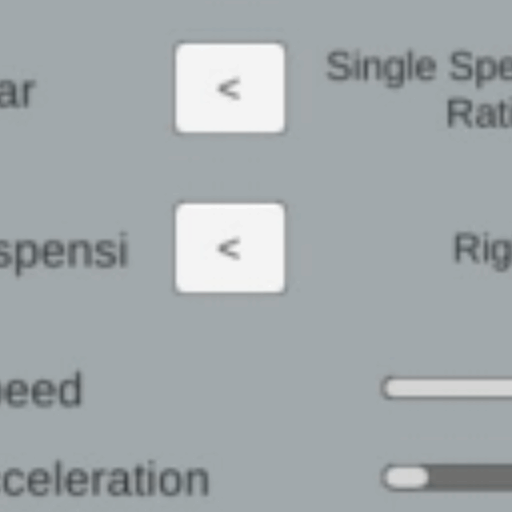 ar < Single Spe
Rati
spensi < Rig
eed
celeration